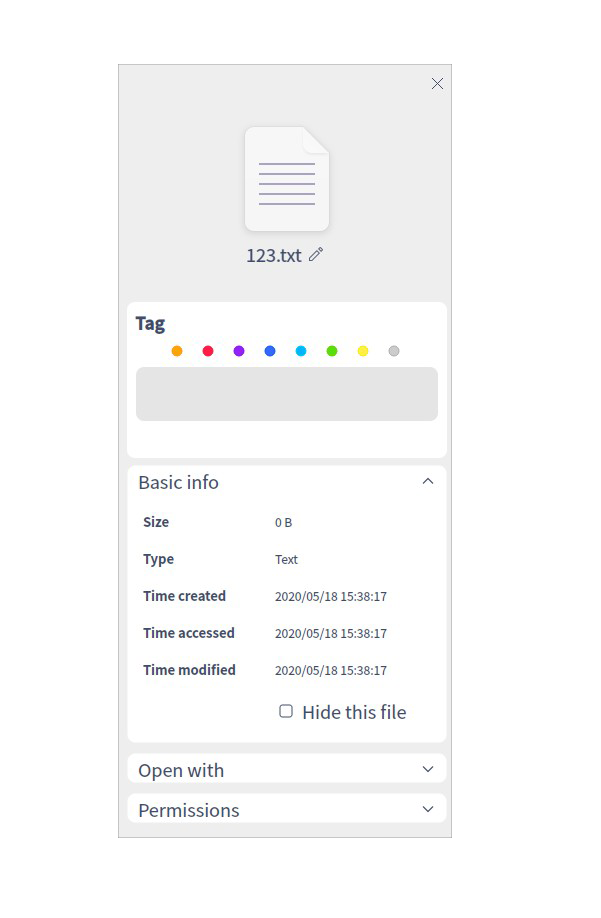 123.txt
Tag
Basic info
Size 0 B
Type Text
Time created 2020/05/18 15:38:17
Time accessed 2020/05/18 15:38:17
Time modified 2020/05/18 15:38:17
Hide this file
Open with
Permissions